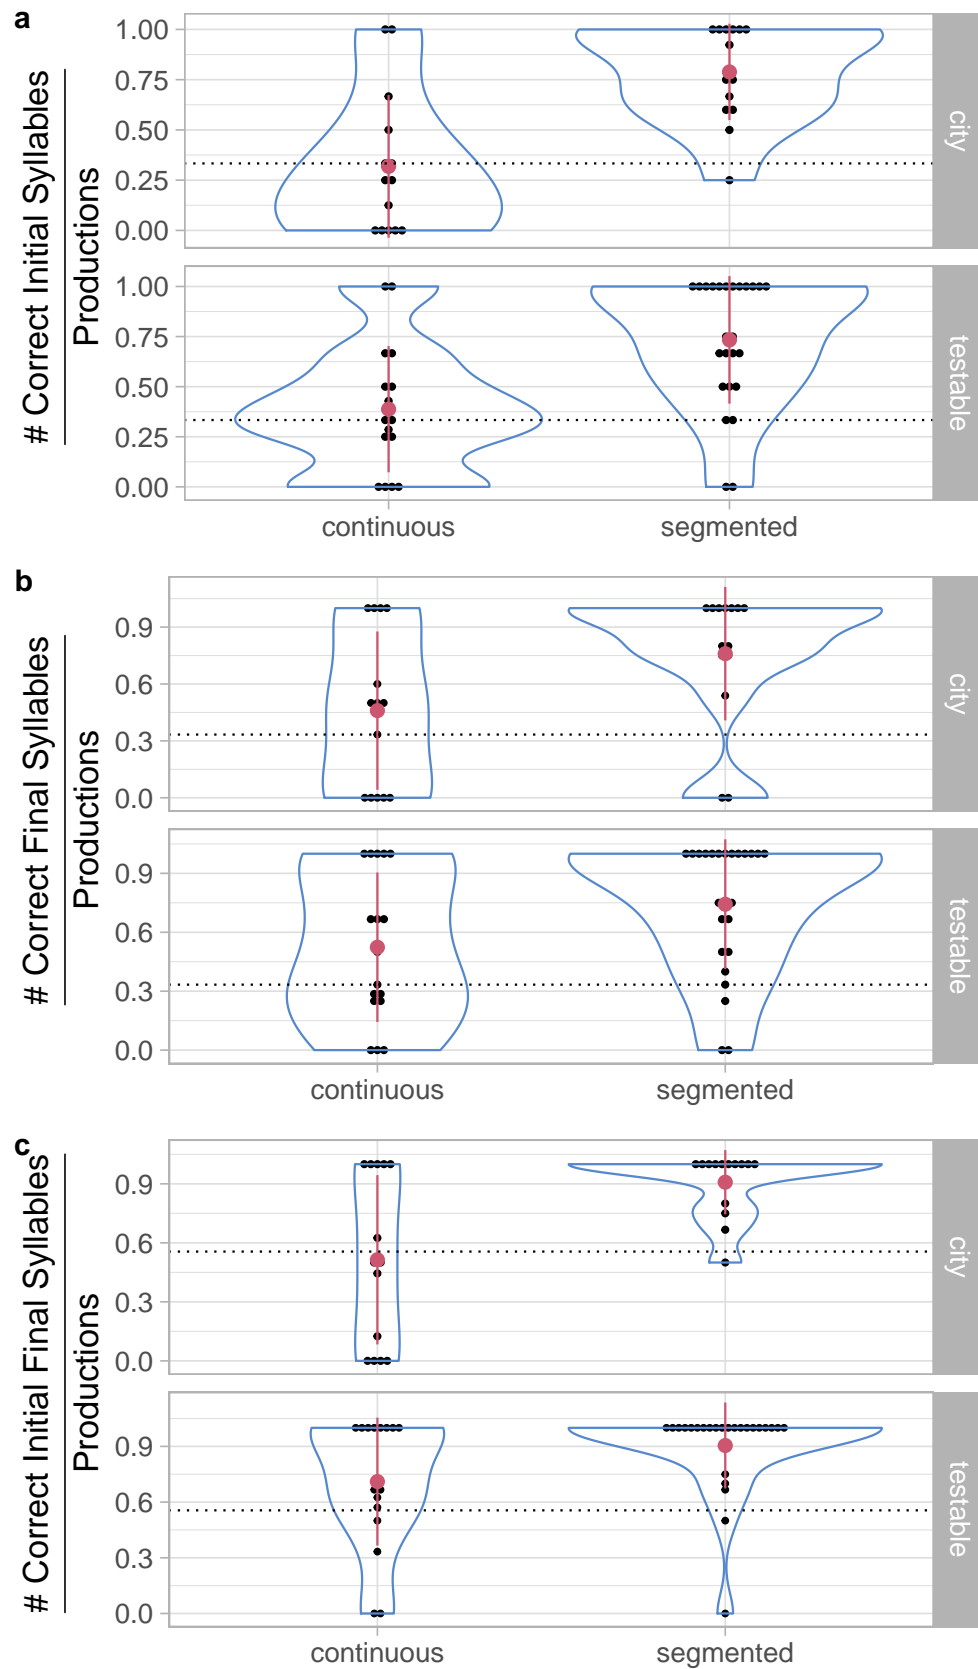 a
# Correct Initial Syllables
Productions
1.00
0.75
0.50
0.25
0.00
city
1.00
0.75
0.50
0.25
0.00
testable
continuous
segmented
b
# Correct Final Syllables
Productions
0.9
0.6
0.3
0.0
city
0.9
0.6
0.3
0.0
testable
continuous
segmented
c
# Correct Initial Final Syllables
Productions
0.9
0.6
0.3
0.0
city
0.9
0.6
0.3
0.0
testable
continuous
segmented